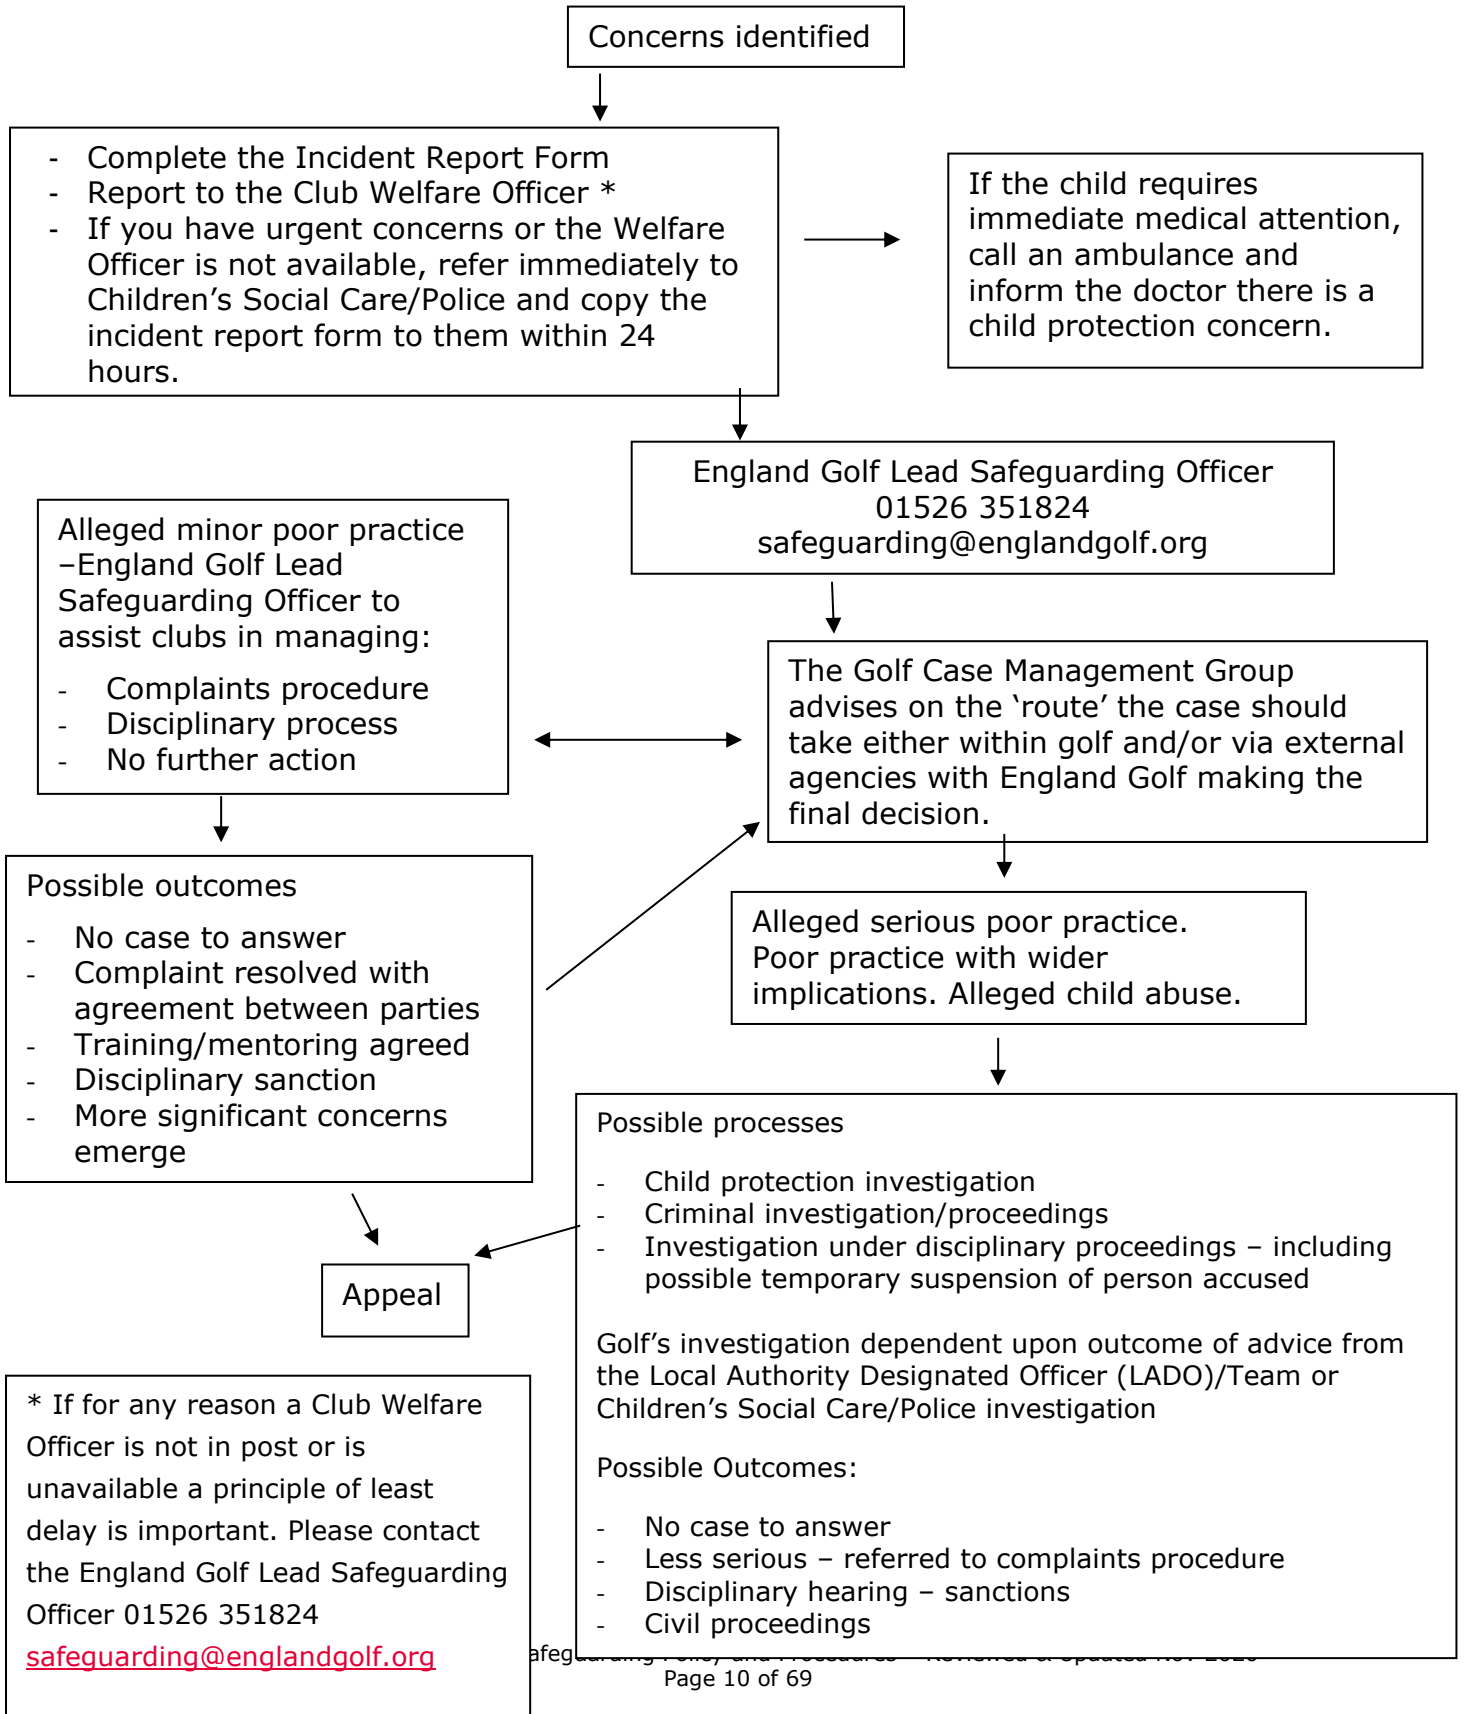 Concerns identified
- Complete the Incident Report Form
- Report to the Club Welfare Officer *
- If you have urgent concerns or the Welfare
Officer is not available, refer immediately to
Children’s Social Care/Police and copy the
incident report form to them within 24
hours.
If the child requires
immediate medical attention,
call an ambulance and
inform the doctor there is a
child protection concern.
England Golf Lead Safeguarding Officer
01526 351824
safeguarding@englandgolf.org
Alleged minor poor practice
–England Golf Lead
Safeguarding Officer to
assist clubs in managing:
- Complaints procedure
- Disciplinary process
- No further action
The Golf Case Management Group
advises on the ‘route’ the case should
take either within golf and/or via external
agencies with England Golf making the
final decision.
Possible outcomes
- No case to answer
- Complaint resolved with
agreement between parties
- Training/mentoring agreed
- Disciplinary sanction
- More significant concerns
emerge
Alleged serious poor practice.
Poor practice with wider
implications. Alleged child abuse.
Possible processes
- Child protection investigation
- Criminal investigation/proceedings
- Investigation under disciplinary proceedings – including
possible temporary suspension of person accused
Golf’s investigation dependent upon outcome of advice from
the Local Authority Designated Officer (LADO)/Team or
Children’s Social Care/Police investigation
Possible Outcomes:
- No case to answer
- Less serious – referred to complaints procedure
- Disciplinary hearing – sanctions
- Civil proceedings
Appeal
* If for any reason a Club Welfare
Officer is not in post or is
unavailable a principle of least
delay is important. Please contact
the England Golf Lead Safeguarding
Officer 01526 351824
safeguarding@englandgolf.org
Page 10 of 69